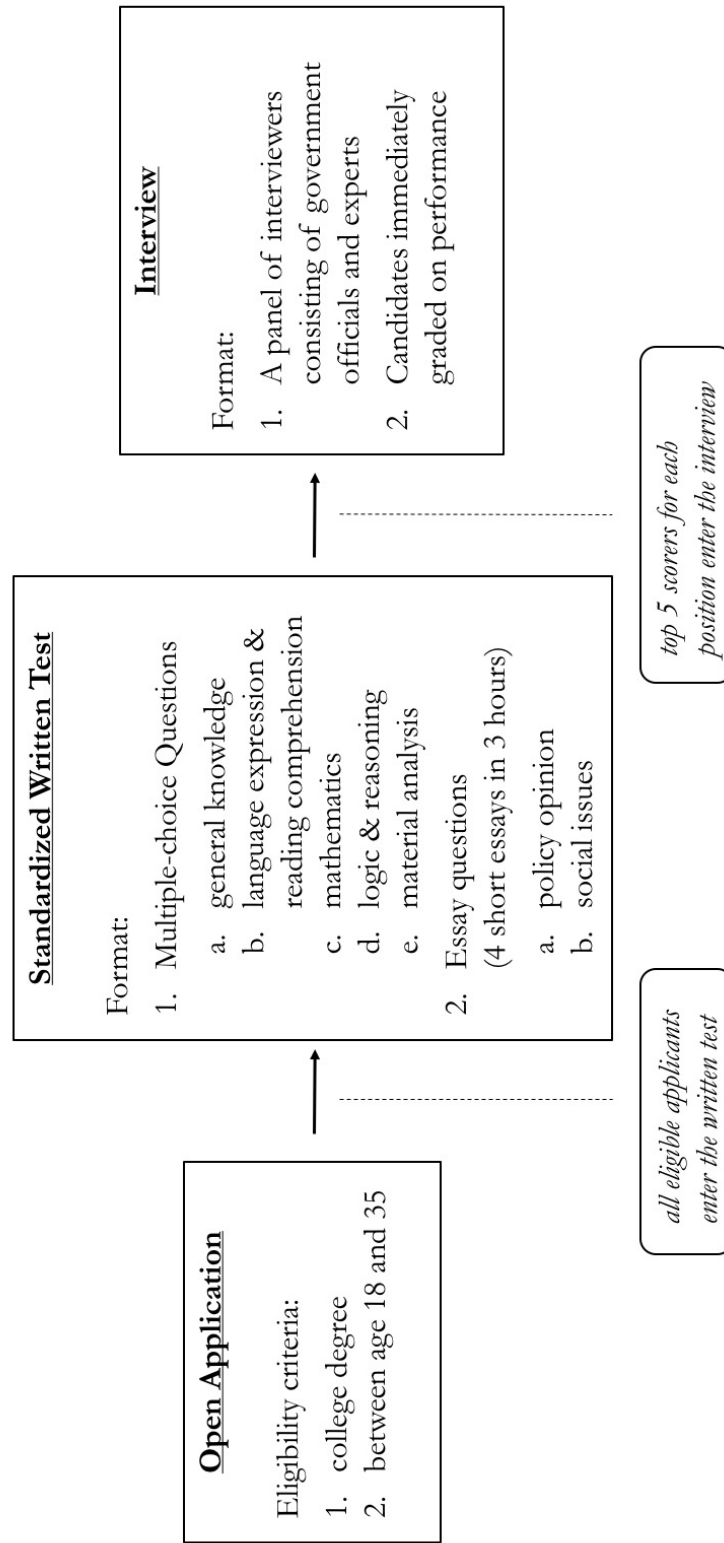 Open Application
Eligibility criteria:
1. college degree
2. between age 18 and 35
all eligible applicants
enter the written test
Standardized Written Test
Format:
1. Multiple-choice Questions
a. general knowledge
b. language expression &
reading comprehension
c. mathematics
d. logic & reasoning
e. material analysis
2. Essay questions
(4 short essays in 3 hours)
a. policy opinion
b. social issues
top 5 scorers for each
position enter the interview
Interview
Format:
1. A panel of interviewers
consisting of government
officials and experts
2. Candidates immediately
graded on performance